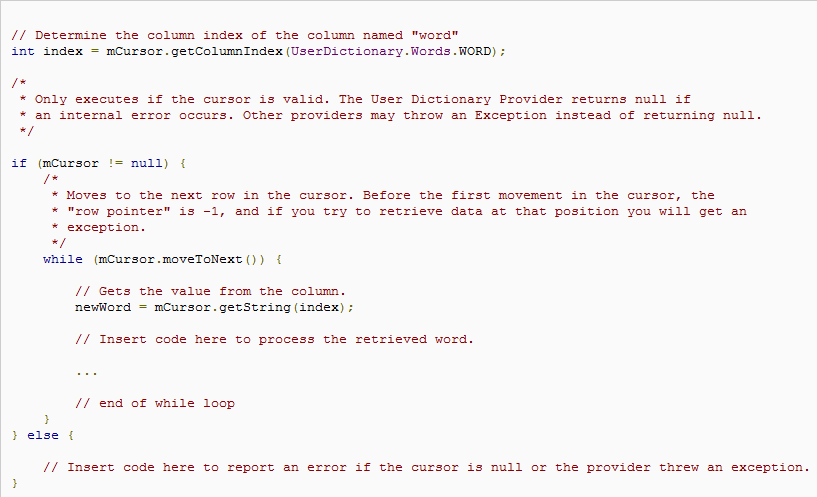 // Determine the column index of the column named "word"
int index = mCursor.getColumnIndex(UserDictionary.Words.WORD);
/*
* Only executes if the cursor is valid. The User Dictionary Provider returns null if
* an internal error occurs. Other providers may throw an Exception instead of returning null.
*/
if (mCursor != null) {
/*
* Moves to the next row in the cursor. Before the first movement in the cursor, the
* "row pointer" is -1, and if you try to retrieve data at that position you will get an
* exception.
*/
while (mCursor.moveToNext()) {
// Gets the value from the column.
newWord = mCursor.getString(index);
// Insert code here to process the retrieved word.
...
// end of while loop
}
} else {
// Insert code here to report an error if the cursor is null or the provider threw an exception.
}